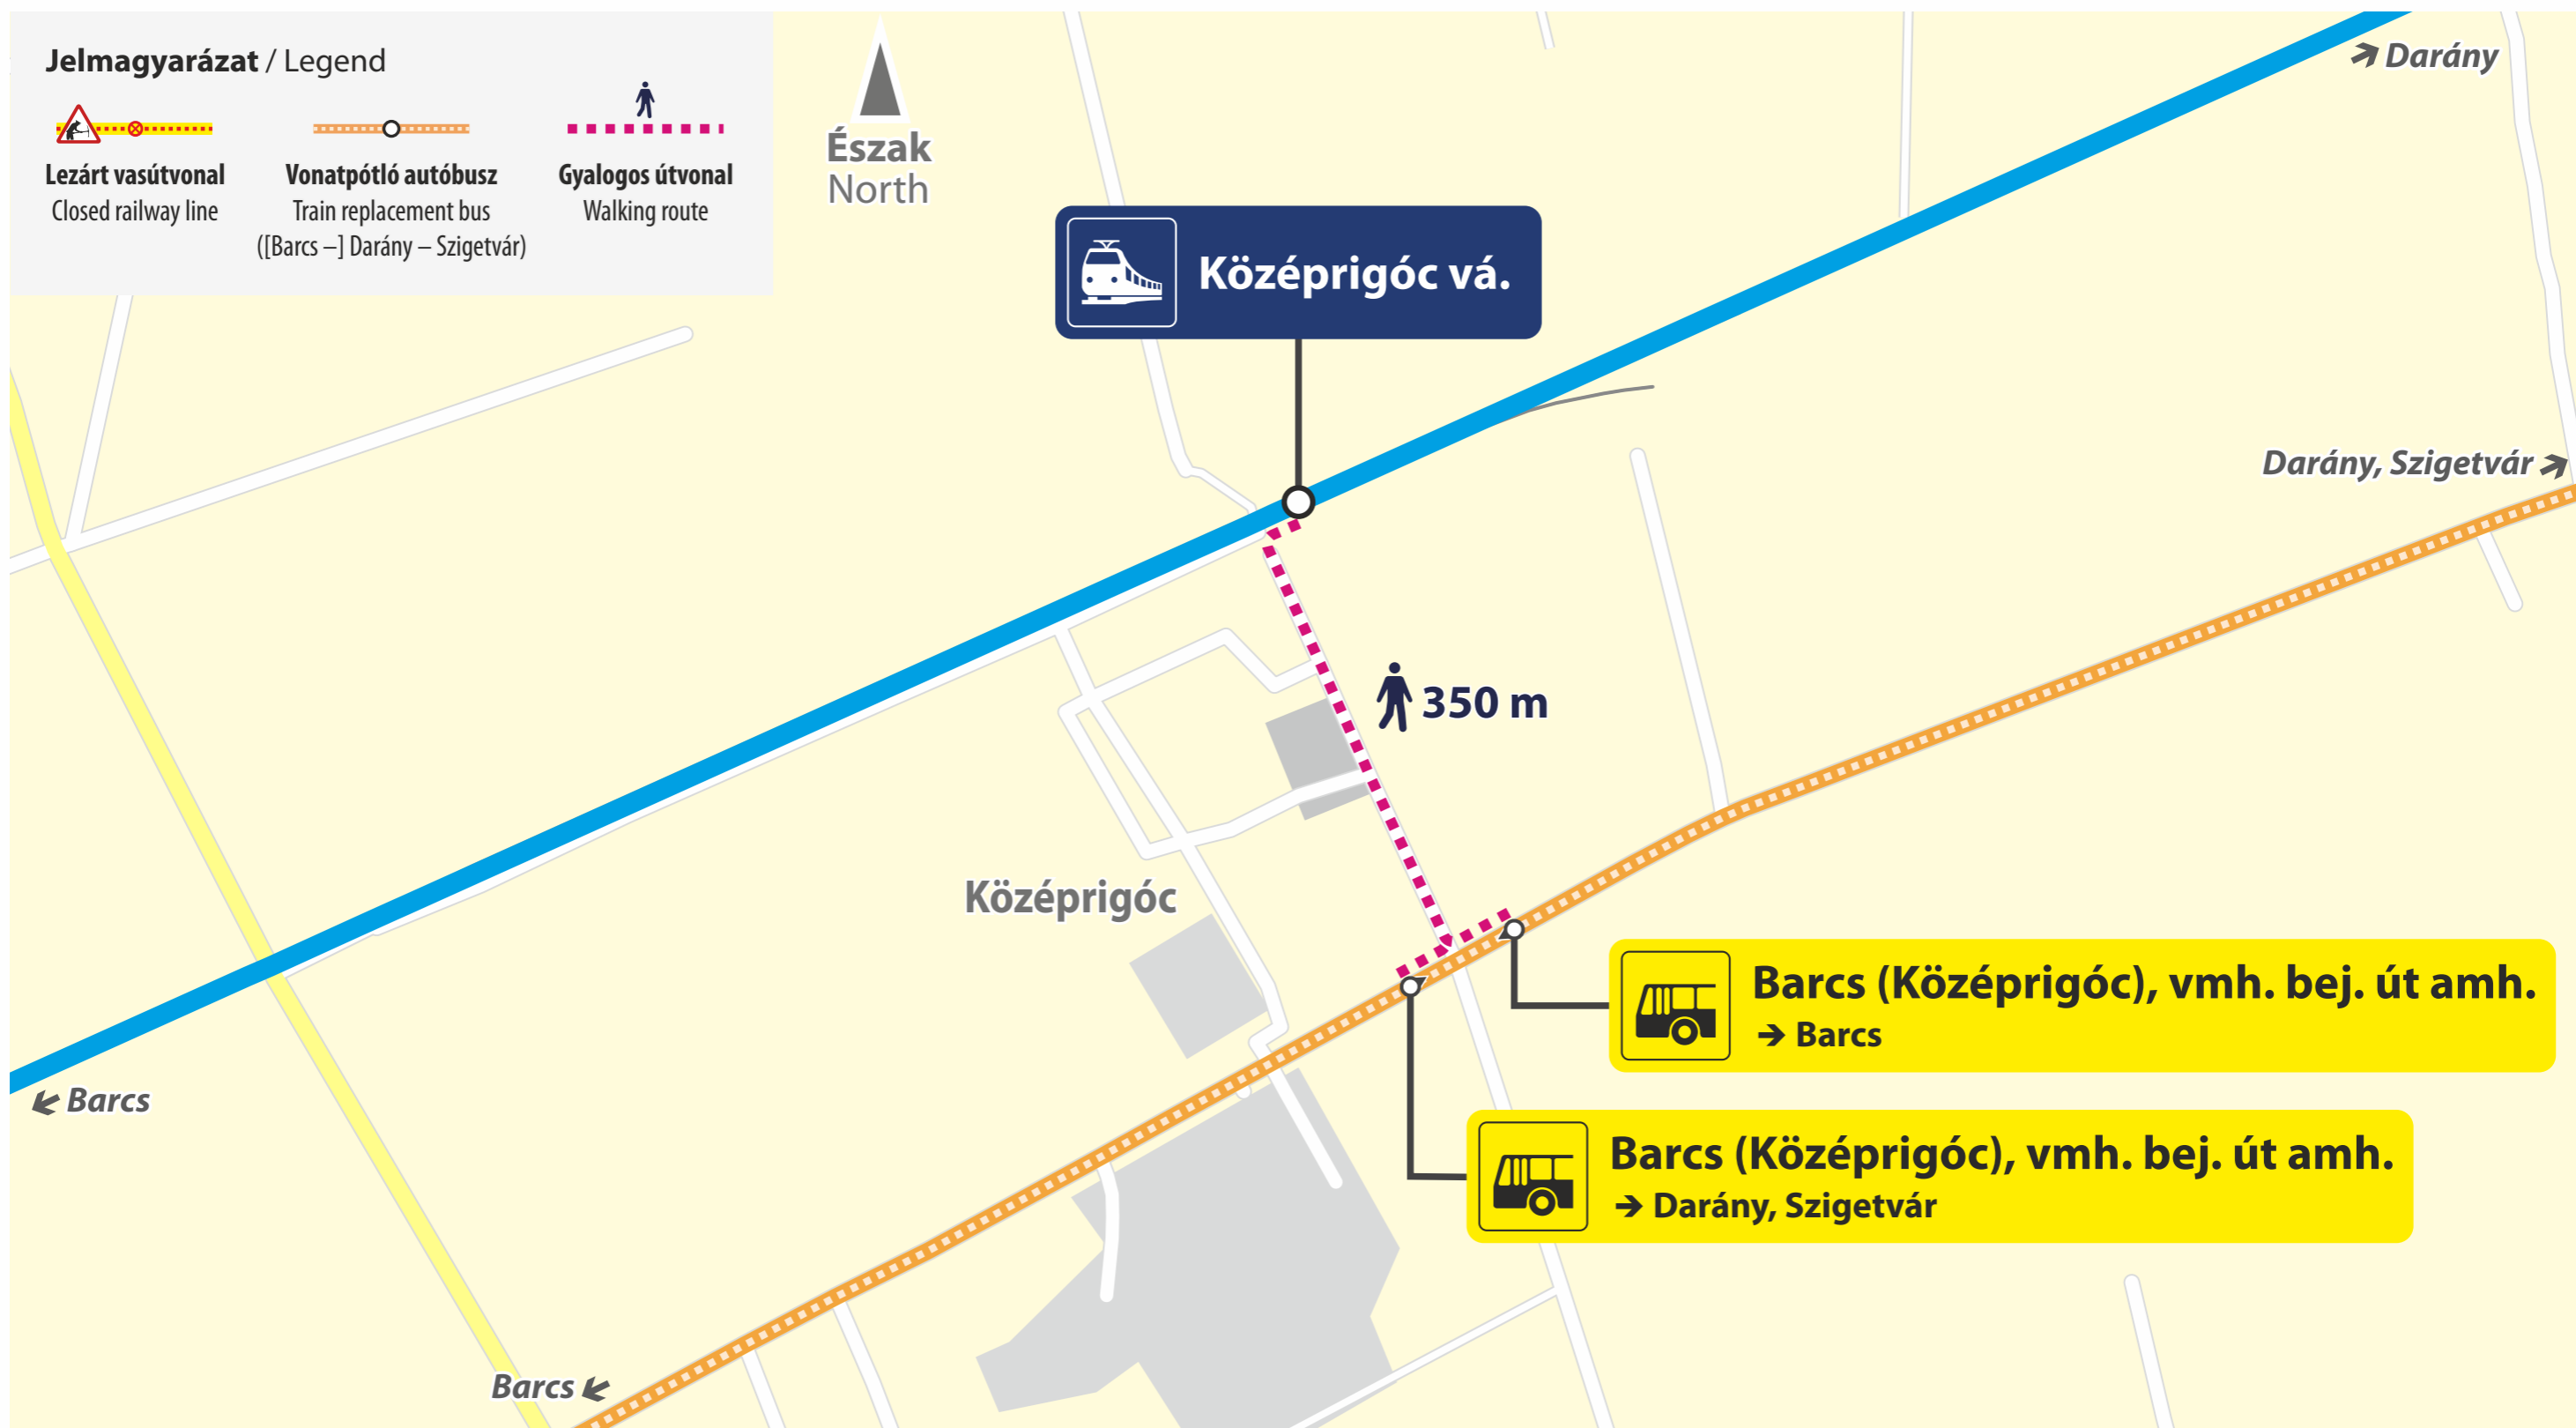 Jelmagyarázat / Legend
Lezárt vasútvonal
Closed railway line
Vonatpótló autóbusz
Train replacement bus
([Barcs –] Darány – Szigetvár)
Gyalogos útvonal
Walking route
Észak
North
➔ Darány
Középrigóc vá.
Darány, Szigetvár ➔
350 m
Középrigóc
Barcs (Középrigóc), vmh. bej. út amh.
➔ Barcs
Barcs
Barcs (Középrigóc), vmh. bej. út amh.
➔ Darány, Szigetvár
Barcs